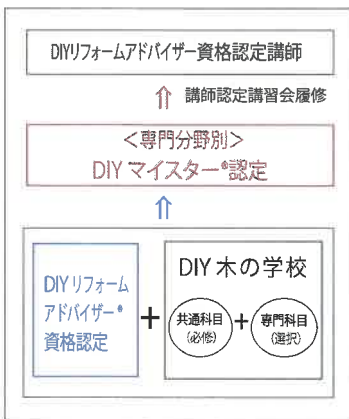 DIYリフォームアドバイザー資格認定講師
⇧ 講師認定講習会履修
＜専門分野別＞
DIY マイスター®認定
⇧
DIY リフォーム
アドバイザー®
資格認定
+
DIY 木の学校
共通科目
(必修)
+
専門科目
(選択)